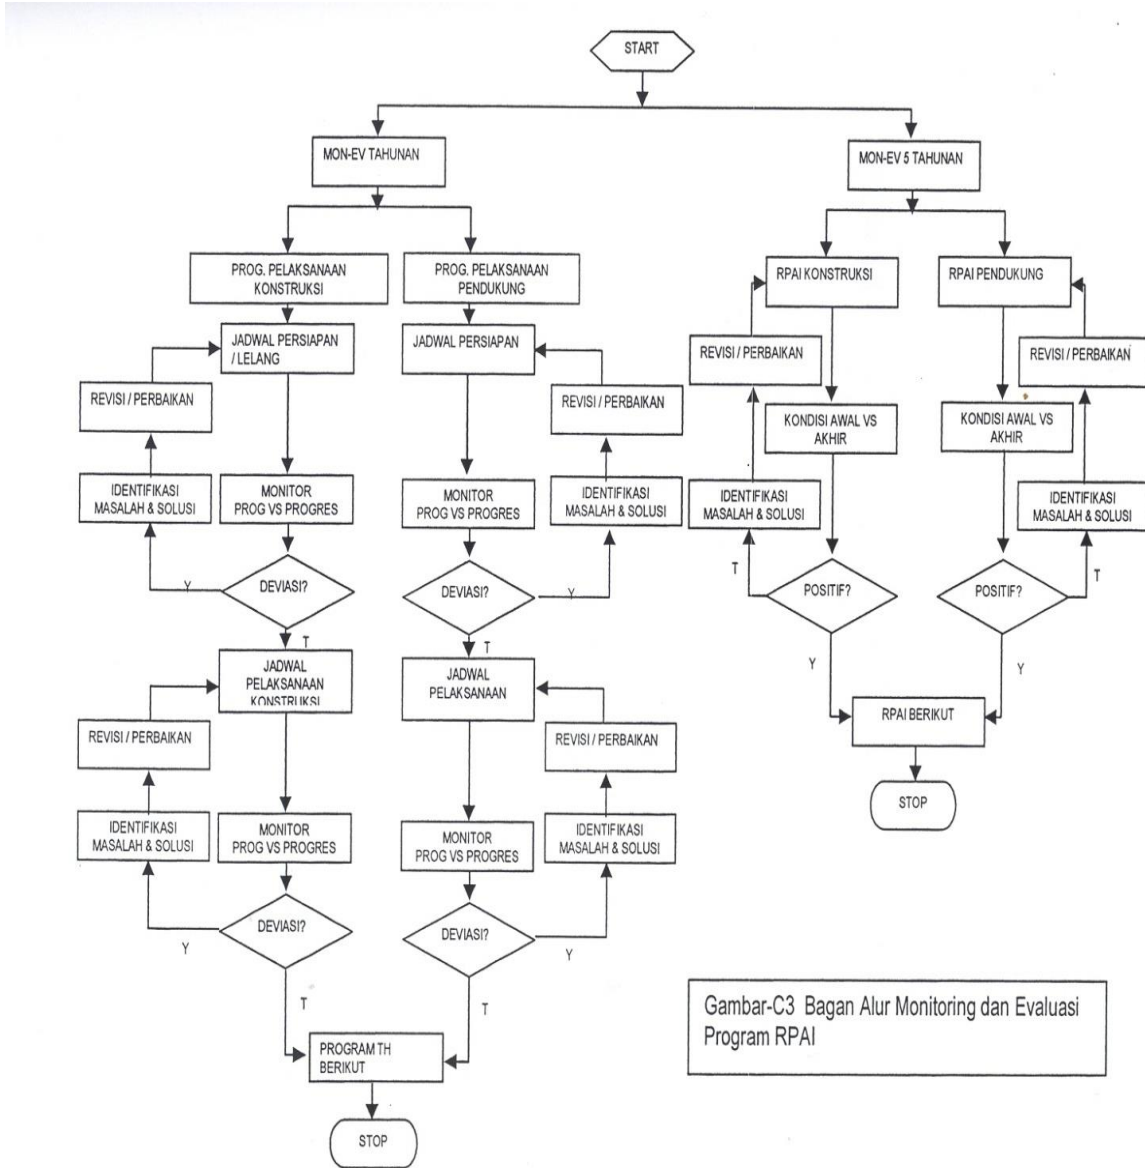 START
MON-EV TAHUNAN
MON-EV 5 TAHUNAN
PROG. PELAKSANAAN
KONSTRUKSI
PROG. PELAKSANAAN
PENDUKUNG
RPAI KONSTRUKSI
RPAI PENDUKUNG
JADWAL PERSIAPAN
/ LELANG
JADWAL PERSIAPAN
REVISI / PERBAIKAN
REVISI / PERBAIKAN
REVISI / PERBAIKAN
REVISI / PERBAIKAN
KONDISI AWAL VS
AKHIR
KONDISI AWAL VS
AKHIR
IDENTIFIKASI
MASALAH & SOLUSI
MONITOR
PROG VS PROGRES
MONITOR
PROG VS PROGRES
IDENTIFIKASI
MASALAH & SOLUSI
IDENTIFIKASI
MASALAH & SOLUSI
IDENTIFIKASI
MASALAH & SOLUSI
Y
DEVIASI?
DEVIASI?
Y
T
POSITIF?
POSITIF?
T
T
T
Y
Y
JADWAL
PELAKSANAAN
KONSTRUKSI
JADWAL
PELAKSANAAN
REVISI / PERBAIKAN
REVISI / PERBAIKAN
RPAI BERIKUT
STOP
IDENTIFIKASI
MASALAH & SOLUSI
MONITOR
PROG VS PROGRES
MONITOR
PROG VS PROGRES
IDENTIFIKASI
MASALAH & SOLUSI
DEVIASI?
DEVIASI?
Y
Y
T
T
PROGRAM TH
BERIKUT
STOP
Gambar-C3 Bagan Alur Monitoring dan Evaluasi
Program RPAI